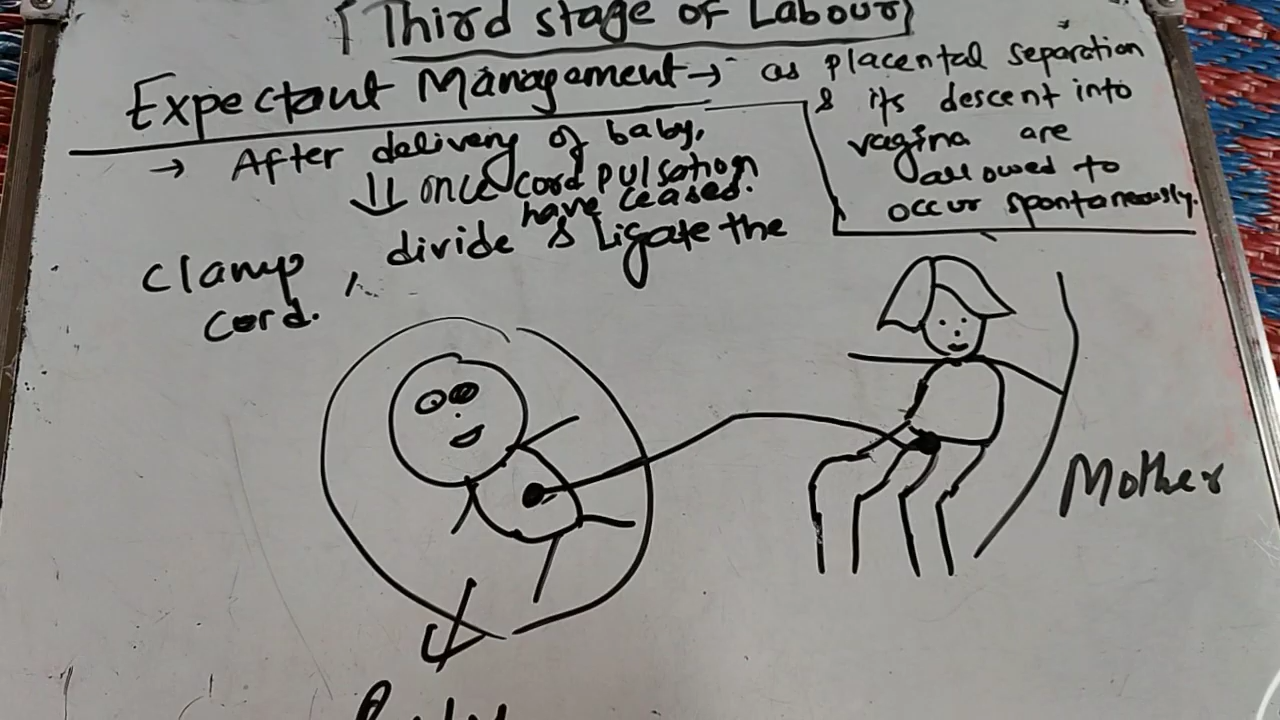 [Third stage of Labour]
Expectant Management → as placental separation
& its descent into
vagina are
allowed to
occur spontaneously.
→ After delivery of baby,
⇓ once cord pulsation
have ceased.
clamp, divide & Ligate the
cord.
Mother